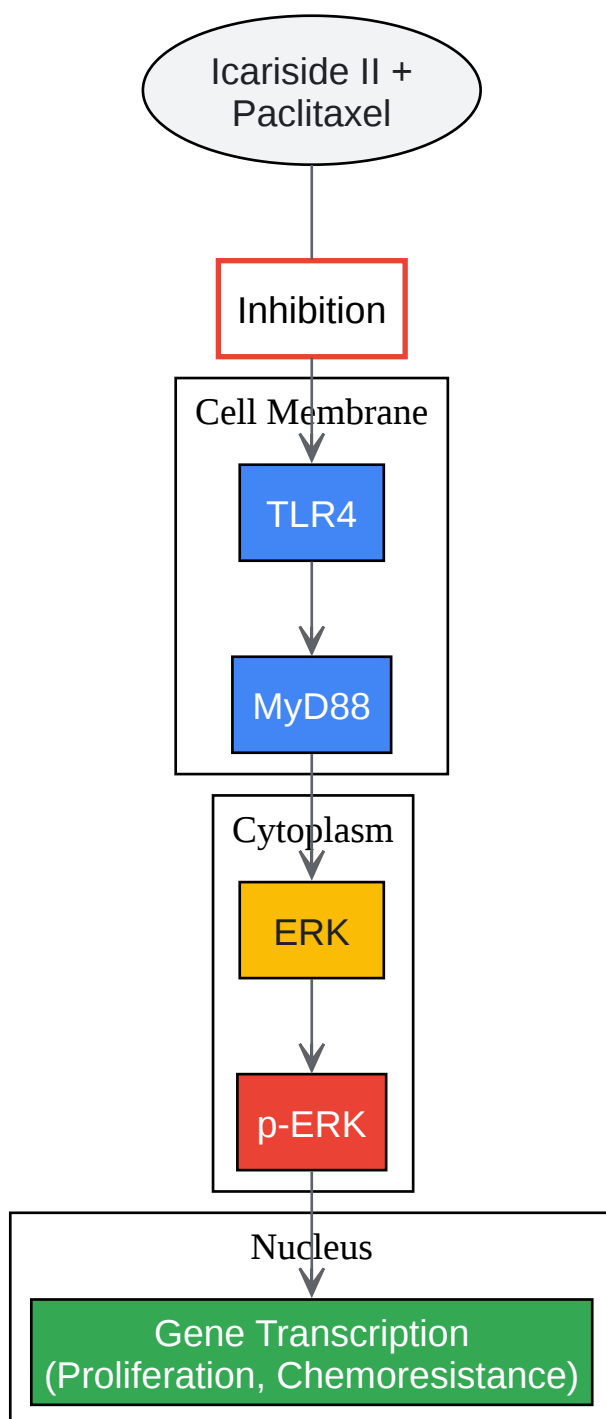 Icariside II +
Paclitaxel
Inhibition
Cell Membrane
TLR4
MyD88
Cytoplasm
ERK
p-ERK
Nucleus
Gene Transcription
(Proliferation, Chemoresistance)